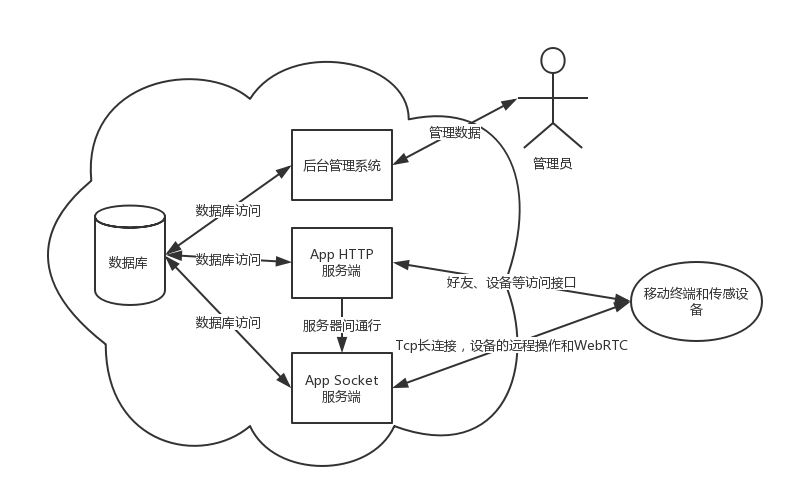 管理数据
管理员
后台管理系统
数据库访问
数据库
App HTTP
服务端
数据库访问
好友、设备等访问接口
移动终端和传感设
备
数据库访问
服务器间通行
Tcp长连接，设备的远程操作和WebRTC
App Socket
服务端